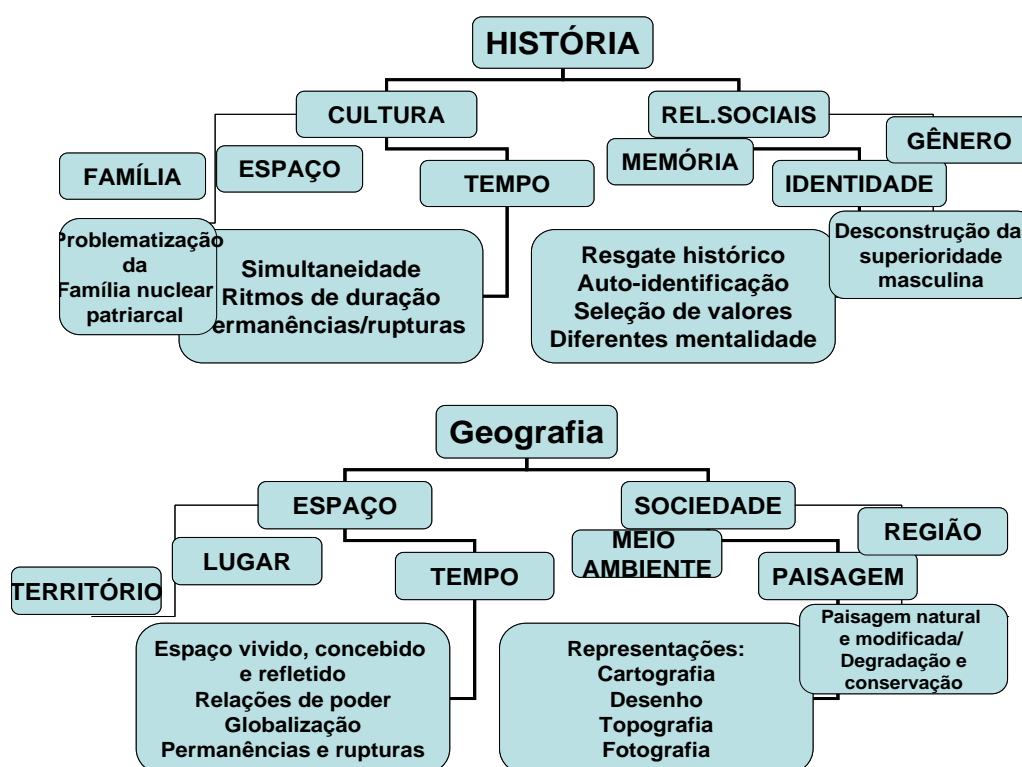 HISTÓRIA
CULTURA
REL.SOCIAIS
GÊNERO
FAMÍLIA
ESPAÇO
MEMÓRIA
TEMPO
IDENTIDADE
Problematização
da
Família nuclear
patriarcal
Simultaneidade
Ritmos de duração
ermanências/rupturas
Resgate histórico
Auto-identificação
Seleção de valores
Diferentes mentalidade
Desconstrução da
superioridade
masculina
Geografia
ESPAÇO
SOCIEDADE
REGIÃO
LUGAR
MEIO
AMBIENTE
TERRITÓRIO
TEMPO
PAISAGEM
Espaço vivido, concebido
e refletido
Relações de poder
Globalização
Permanências e rupturas
Representações:
Cartografia
Desenho
Topografia
Fotografia
Paisagem natural
e modificada/
Degradação e
conservação